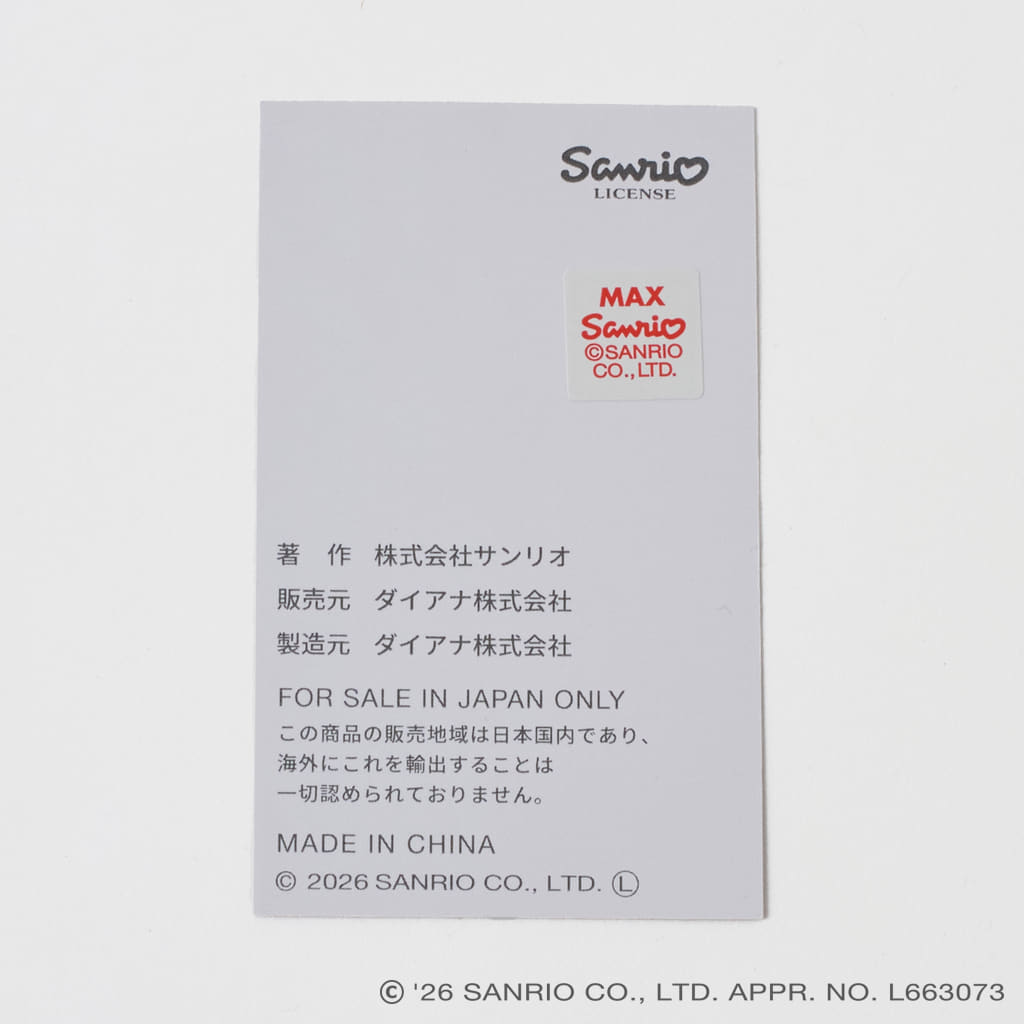 Sanrio
LICENSE
MAX
Sanrio
©SANRIO
CO.,LTD.
著　作　株式会社サンリオ
販売元　ダイアナ株式会社
製造元　ダイアナ株式会社
FOR SALE IN JAPAN ONLY
この商品の販売地域は日本国内であり、
海外にこれを輸出することは
一切認められておりません。
MADE IN CHINA
© 2026 SANRIO CO., LTD. Ⓛ
© '26 SANRIO CO., LTD. APPR. NO. L663073